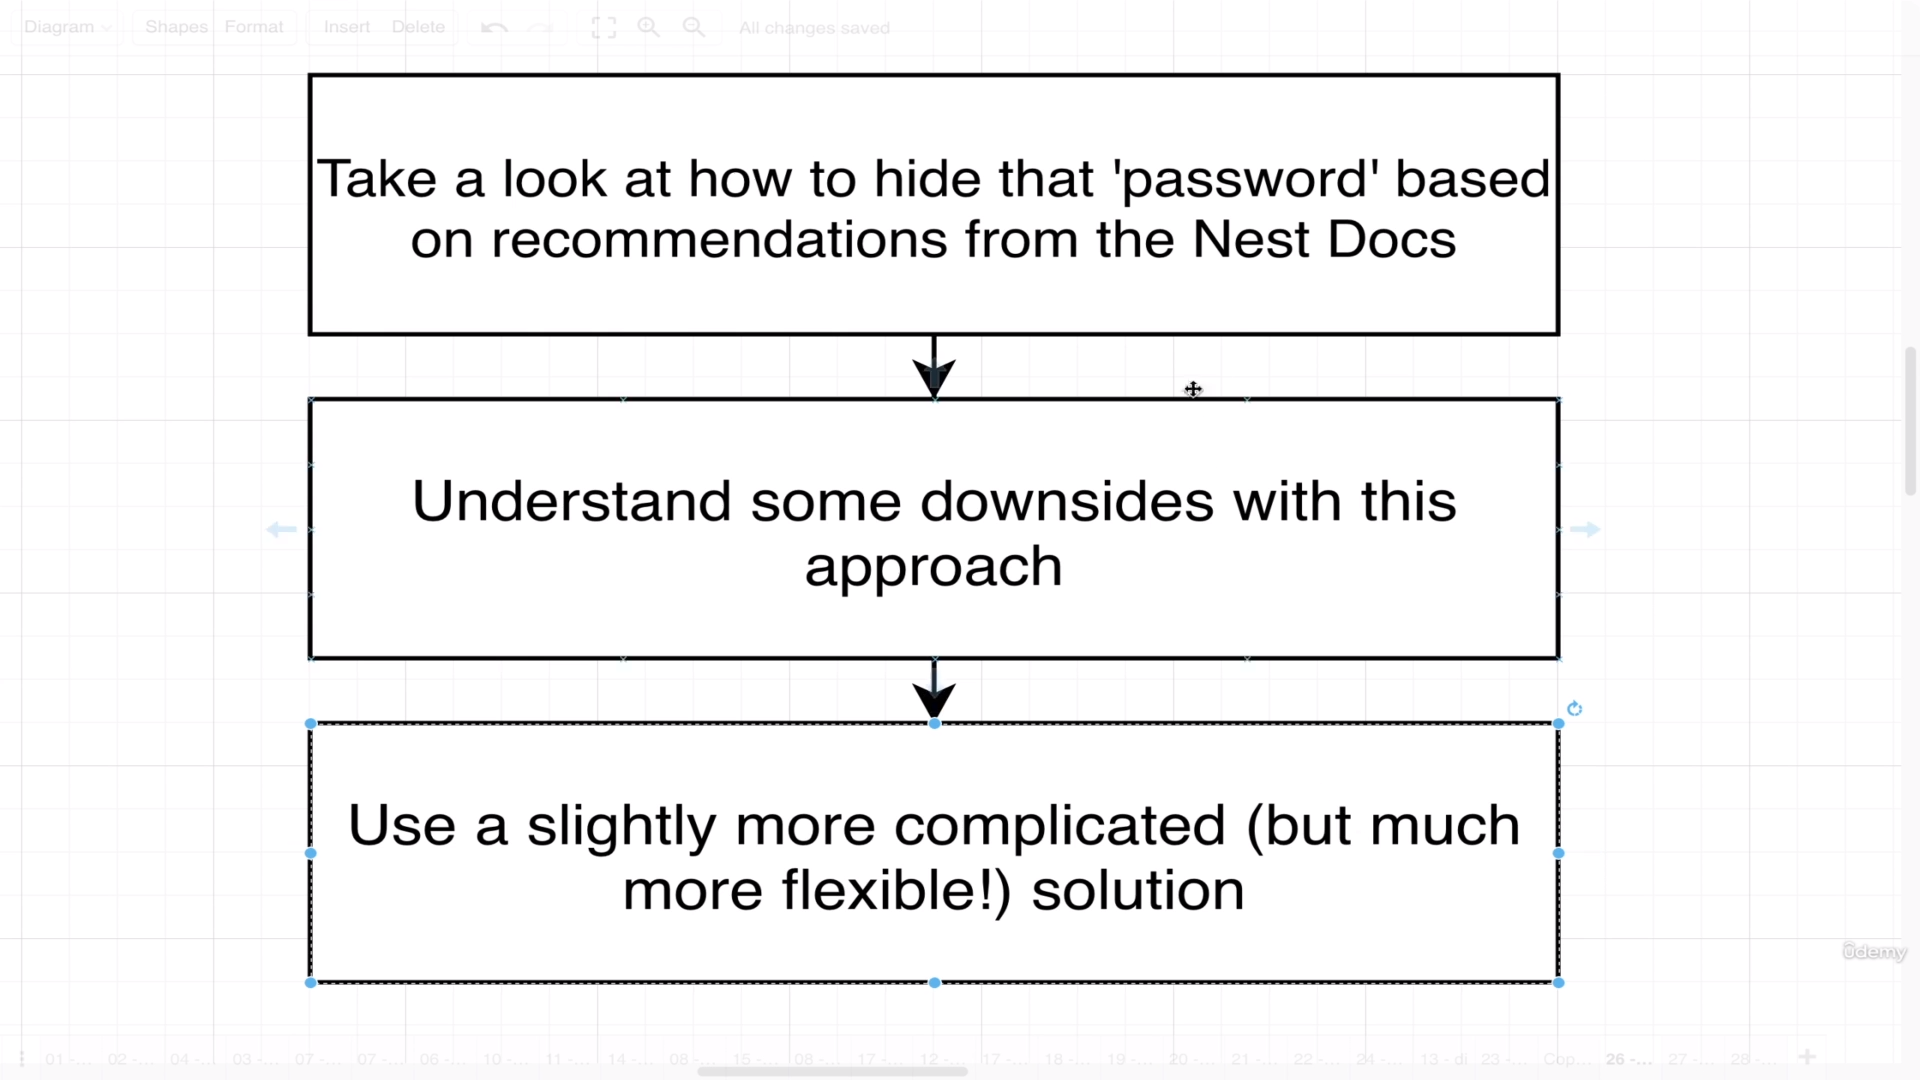 Diagram
Shapes Format
Insert Delete
All changes saved
Take a look at how to hide that 'password' based
on recommendations from the Nest Docs
Understand some downsides with this
approach
Use a slightly more complicated (but much
more flexible!) solution
ûdemy
01 -... 02 -... 04 -... 03 -... 07 -... 07 -... 06 -... 10 -... 11 -... 14 -... 08 -... 15 -... 08 -... 17 -... 12 -... 17 -... 18 -... 19 -... 20 -... 21 -... 22 -... 24 -... 13 - di 23 -... Cop... 26 -... 27 -... 28 -...